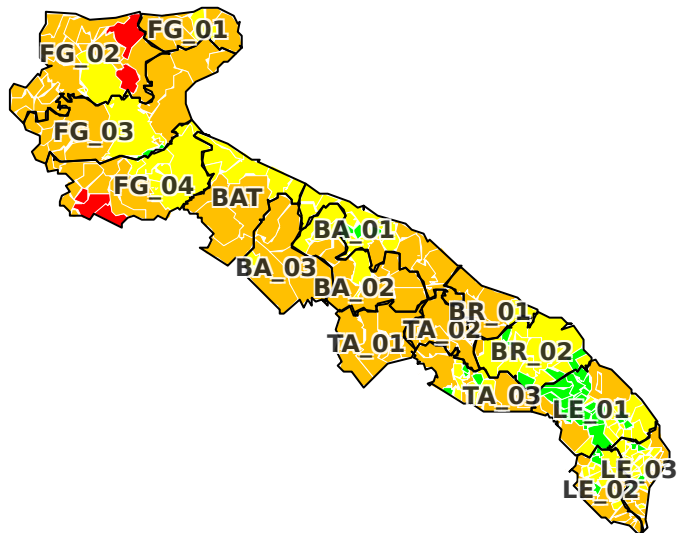 FG_01
FG_02
FG_03
FG_04
BAT
BA_01
BA_03
BA_02
BR_01
TA_02
TA_01
BR_02
TA_03
LE_01
LE_03
LE_02